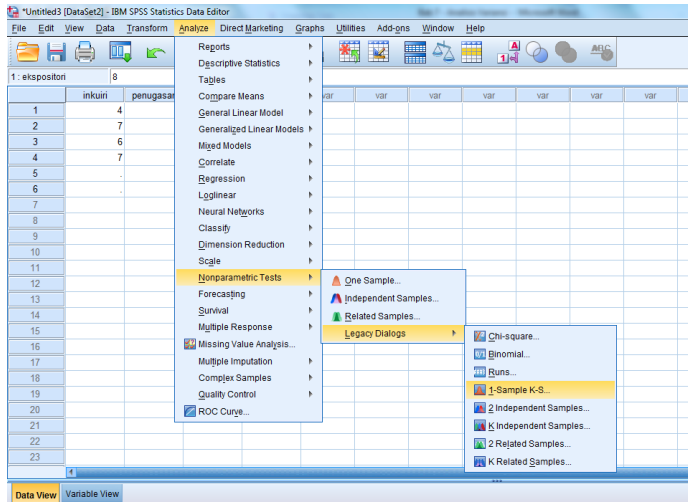 *Untitled3 [DataSet2] - IBM SPSS Statistics Data Editor
File Edit View Data Transform Analyze Direct Marketing Graphs Utilities Add-ons Window Help
1 : ekspositori 8
inkuiri penugasan var var var var var var var
1 4
2 7
3 6
4 7
5 .
6 .
7
8
9
10
11
12
13
14
15
16
17
18
19
20
21
22
23
Reports
Descriptive Statistics
Tables
Compare Means
General Linear Model
Generalized Linear Models
Mixed Models
Correlate
Regression
Loglinear
Neural Networks
Classify
Dimension Reduction
Scale
Nonparametric Tests
Forecasting
Survival
Multiple Response
Missing Value Analysis...
Multiple Imputation
Complex Samples
Quality Control
ROC Curve...
One Sample...
Independent Samples...
Related Samples...
Legacy Dialogs
Chi-square...
Binomial...
Runs...
1-Sample K-S...
2 Independent Samples...
K Independent Samples...
2 Related Samples...
K Related Samples...
Data View Variable View